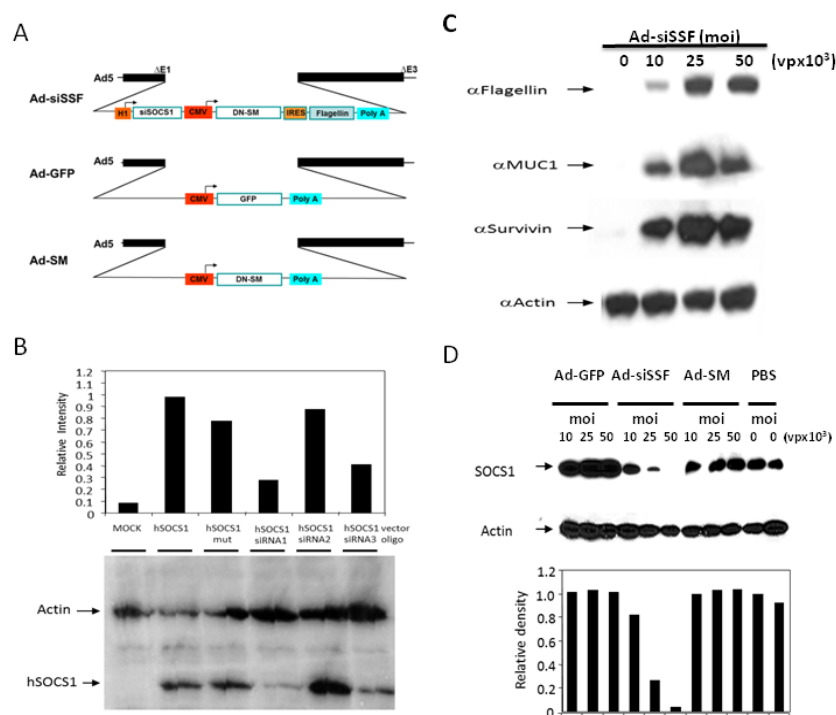 A
Ad5
ΔE1
ΔE3
Ad-siSSF
H1
siSOCS1
CMV
DN-SM
IRES
Flagellin
Poly A
Ad5
Ad-GFP
CMV
GFP
Poly A
Ad5
Ad-SM
CMV
DN-SM
Poly A
B
Relative Intensity
1.2
1.1
1
0.9
0.8
0.7
0.6
0.5
0.4
0.3
0.2
0.1
0
MOCK hSOCS1 hSOCS1 hSOCS1 hSOCS1 hSOCS1 vector
mut siRNA1 siRNA2 siRNA3 oligo
Actin
hSOCS1
C
Ad-siSSF (moi)
0 10 25 50 (vpx10³)
αFlagellin
αMUC1
αSurvivin
αActin
D
Ad-GFP Ad-siSSF Ad-SM PBS
moi moi moi moi
10 25 50 10 25 50 10 25 50 0 0 (vpx10³)
SOCS1
Actin
Relative density
1.2
1.0
0.8
0.6
0.4
0.2
0